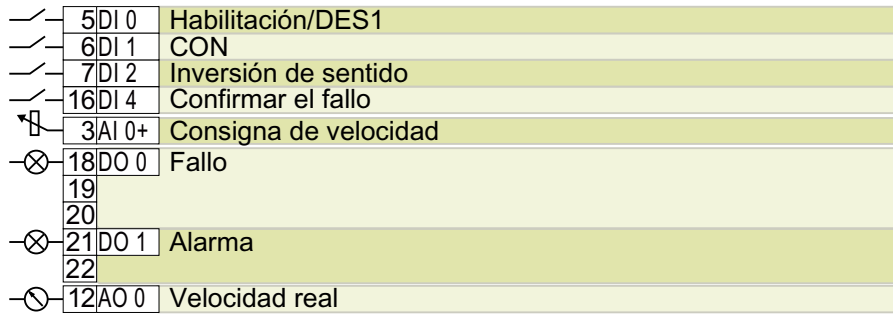 5 DI 0 Habilitación/DES1
6 DI 1 CON
7 DI 2 Inversión de sentido
16 DI 4 Confirmar el fallo
3 AI 0+ Consigna de velocidad
18 DO 0 Fallo
19
20
21 DO 1 Alarma
22
12 AO 0 Velocidad real